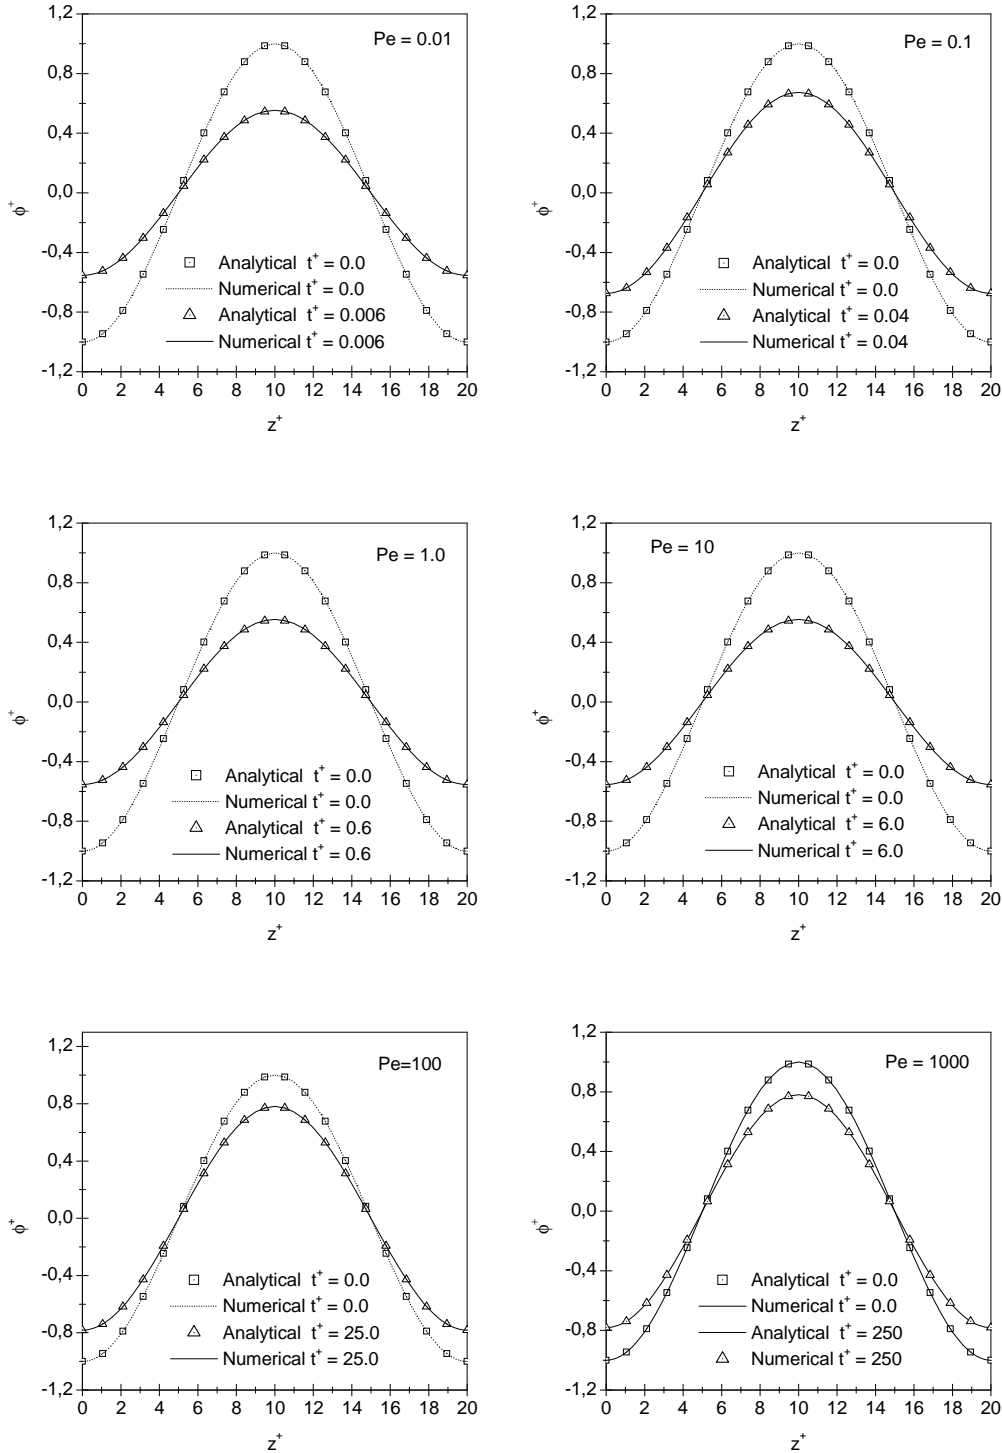 Pe = 0.01
1,2
0,8
0,4
0,0
-0,4
-0,8
-1,2
ϕ⁺
Analytical t⁺ = 0.0
Numerical t⁺ = 0.0
Analytical t⁺ = 0.006
Numerical t⁺ = 0.006
0 2 4 6 8 10 12 14 16 18 20
z⁺
Pe = 0.1
1,2
0,8
0,4
0,0
-0,4
-0,8
-1,2
ϕ⁺
Analytical t⁺ = 0.0
Numerical t⁺ = 0.0
Analytical t⁺ = 0.04
Numerical t⁺ = 0.04
0 2 4 6 8 10 12 14 16 18 20
z⁺
Pe = 1.0
1,2
0,8
0,4
0,0
-0,4
-0,8
-1,2
ϕ⁺
Analytical t⁺ = 0.0
Numerical t⁺ = 0.0
Analytical t⁺ = 0.6
Numerical t⁺ = 0.6
0 2 4 6 8 10 12 14 16 18 20
z⁺
Pe = 10
1,2
0,8
0,4
0,0
-0,4
-0,8
-1,2
ϕ⁺
Analytical t⁺ = 0.0
Numerical t⁺ = 0.0
Analytical t⁺ = 6.0
Numerical t⁺ = 6.0
0 2 4 6 8 10 12 14 16 18 20
z⁺
Pe=100
1,2
0,8
0,4
0,0
-0,4
-0,8
-1,2
ϕ⁺
Analytical t⁺ = 0.0
Numerical t⁺ = 0.0
Analytical t⁺ = 25.0
Numerical t⁺ = 25.0
0 2 4 6 8 10 12 14 16 18 20
z⁺
Pe = 1000
1,2
0,8
0,4
0,0
-0,4
-0,8
-1,2
ϕ⁺
Analytical t⁺ = 0.0
Numerical t⁺ = 0.0
Analytical t⁺ = 250
Numerical t⁺ = 250
0 2 4 6 8 10 12 14 16 18 20
z⁺